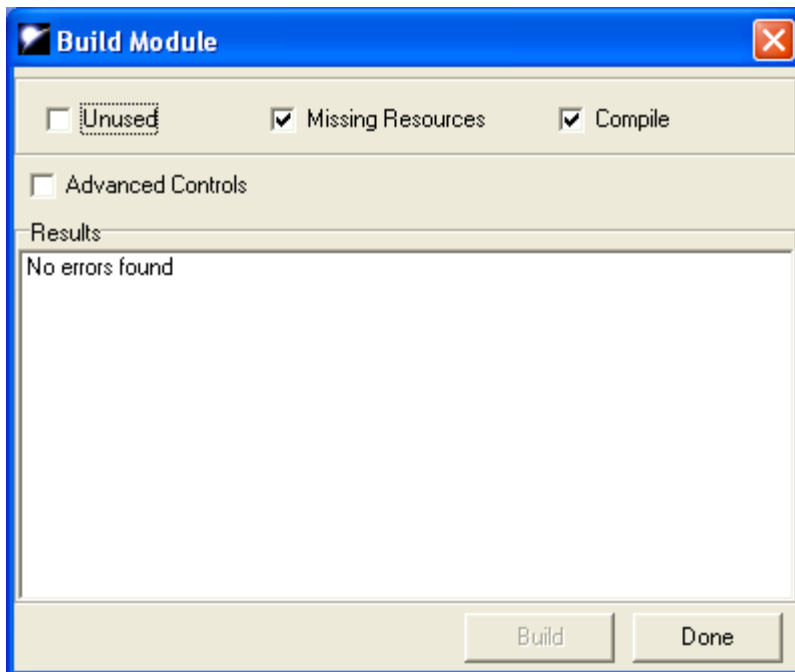 Build Module
Unused Missing Resources Compile
Advanced Controls
Results
No errors found
Build Done